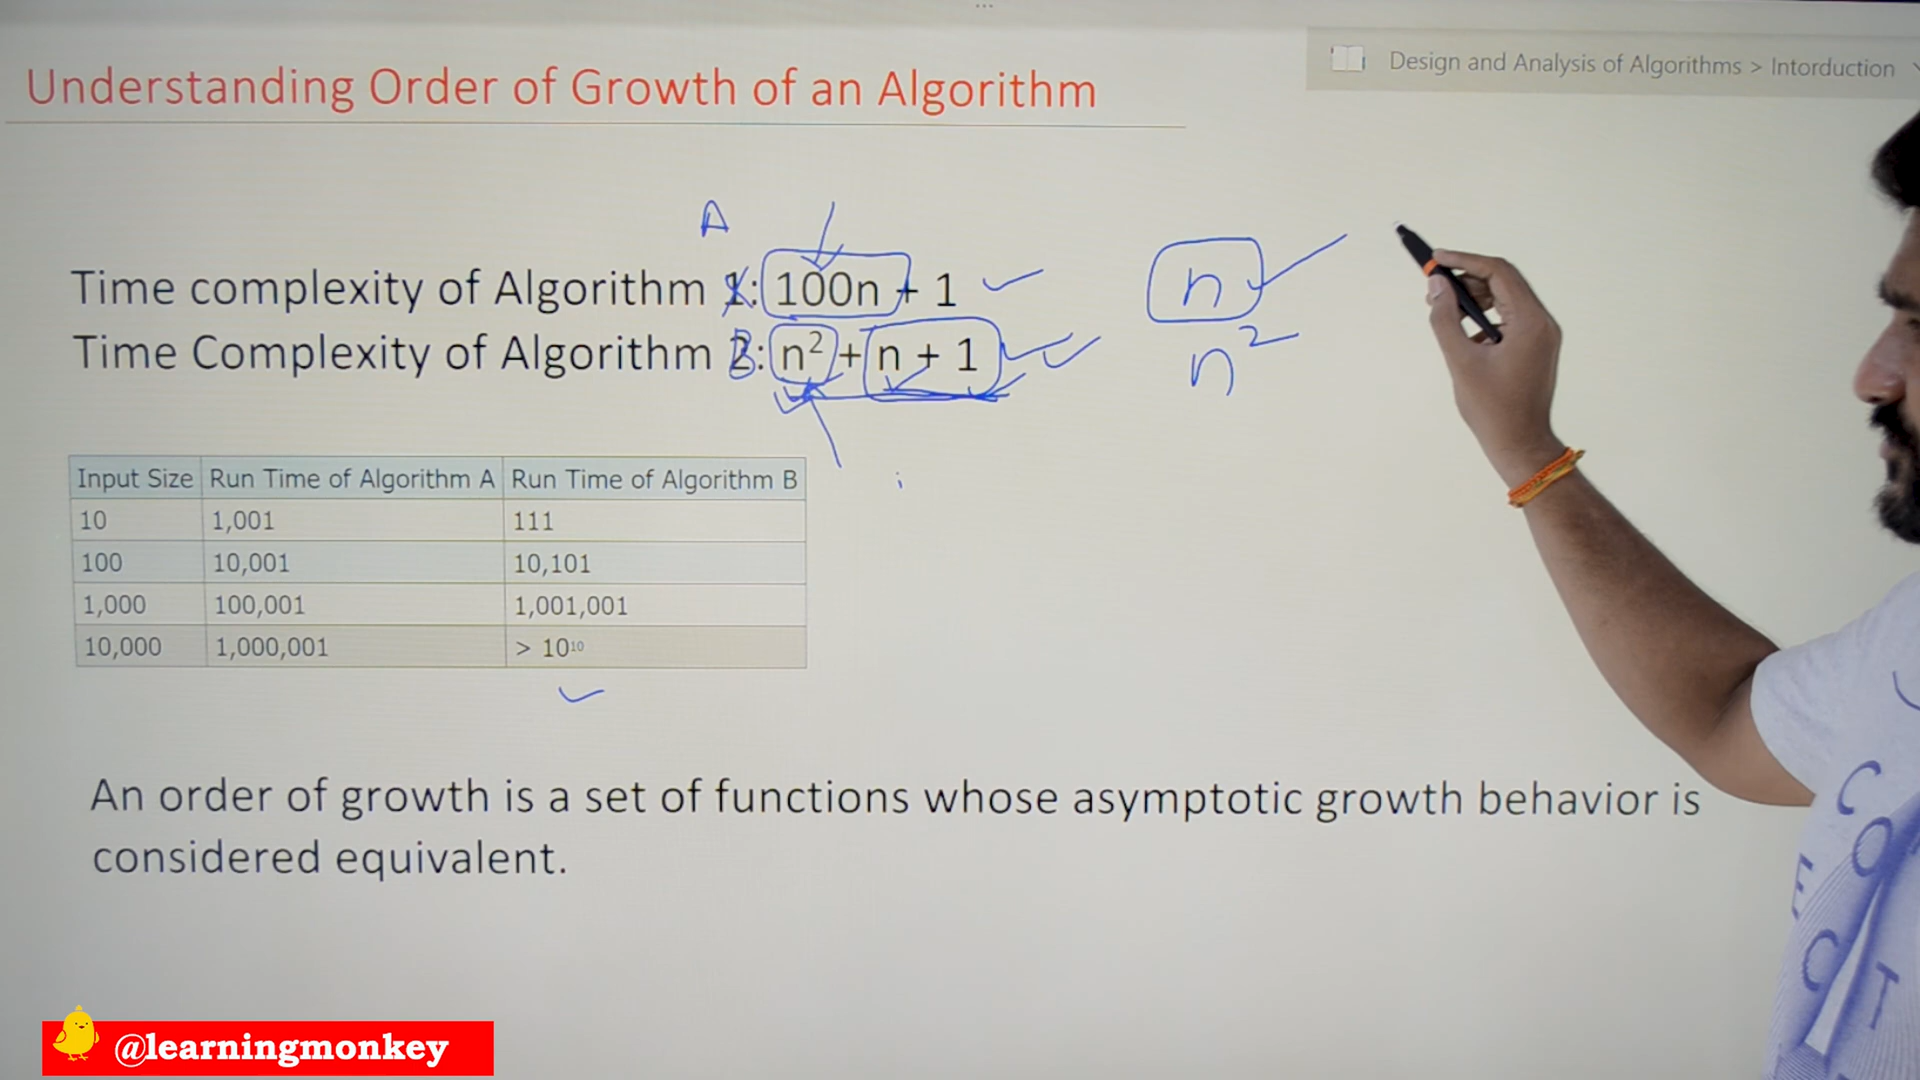 Design and Analysis of Algorithms > Intorduction
Understanding Order of Growth of an Algorithm
A
Time complexity of Algorithm 1: 100n + 1
n
Time Complexity of Algorithm 2: n² + n + 1
B
n²
Input Size Run Time of Algorithm A Run Time of Algorithm B
10 1,001 111
100 10,001 10,101
1,000 100,001 1,001,001
10,000 1,000,001 > 10¹⁰
An order of growth is a set of functions whose asymptotic growth behavior is
considered equivalent.
@learningmonkey